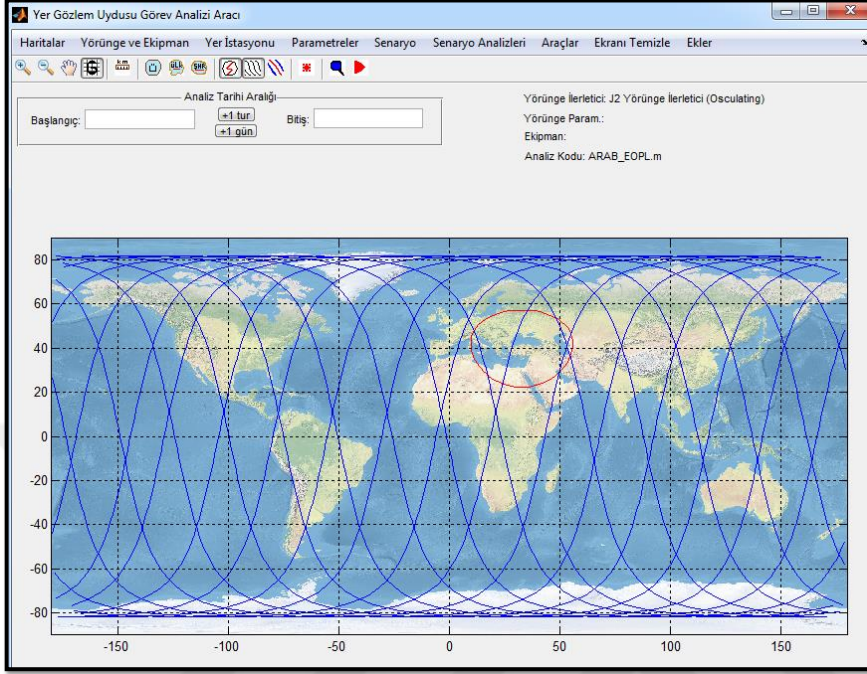 Yer Gözlem Uydusu Görev Analizi Aracı
Haritalar Yörünge ve Ekipman Yer İstasyonu Parametreler Senaryo Senaryo Analizleri Araçlar Ekranı Temizle Ekler
Analiz Tarihi Aralığı
Başlangıç: +1 tur Bitiş:
+1 gün
Yörünge İlerletici: J2 Yörünge İlerletici (Osculating)
Yörünge Param.:
Ekipman:
Analiz Kodu: ARAB_EOPL.m
80
60
40
20
0
-20
-40
-60
-80
-150 -100 -50 0 50 100 150